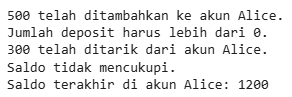 500 telah ditambahkan ke akun Alice.
Jumlah deposit harus lebih dari 0.
300 telah ditarik dari akun Alice.
Saldo tidak mencukupi.
Saldo terakhir di akun Alice: 1200